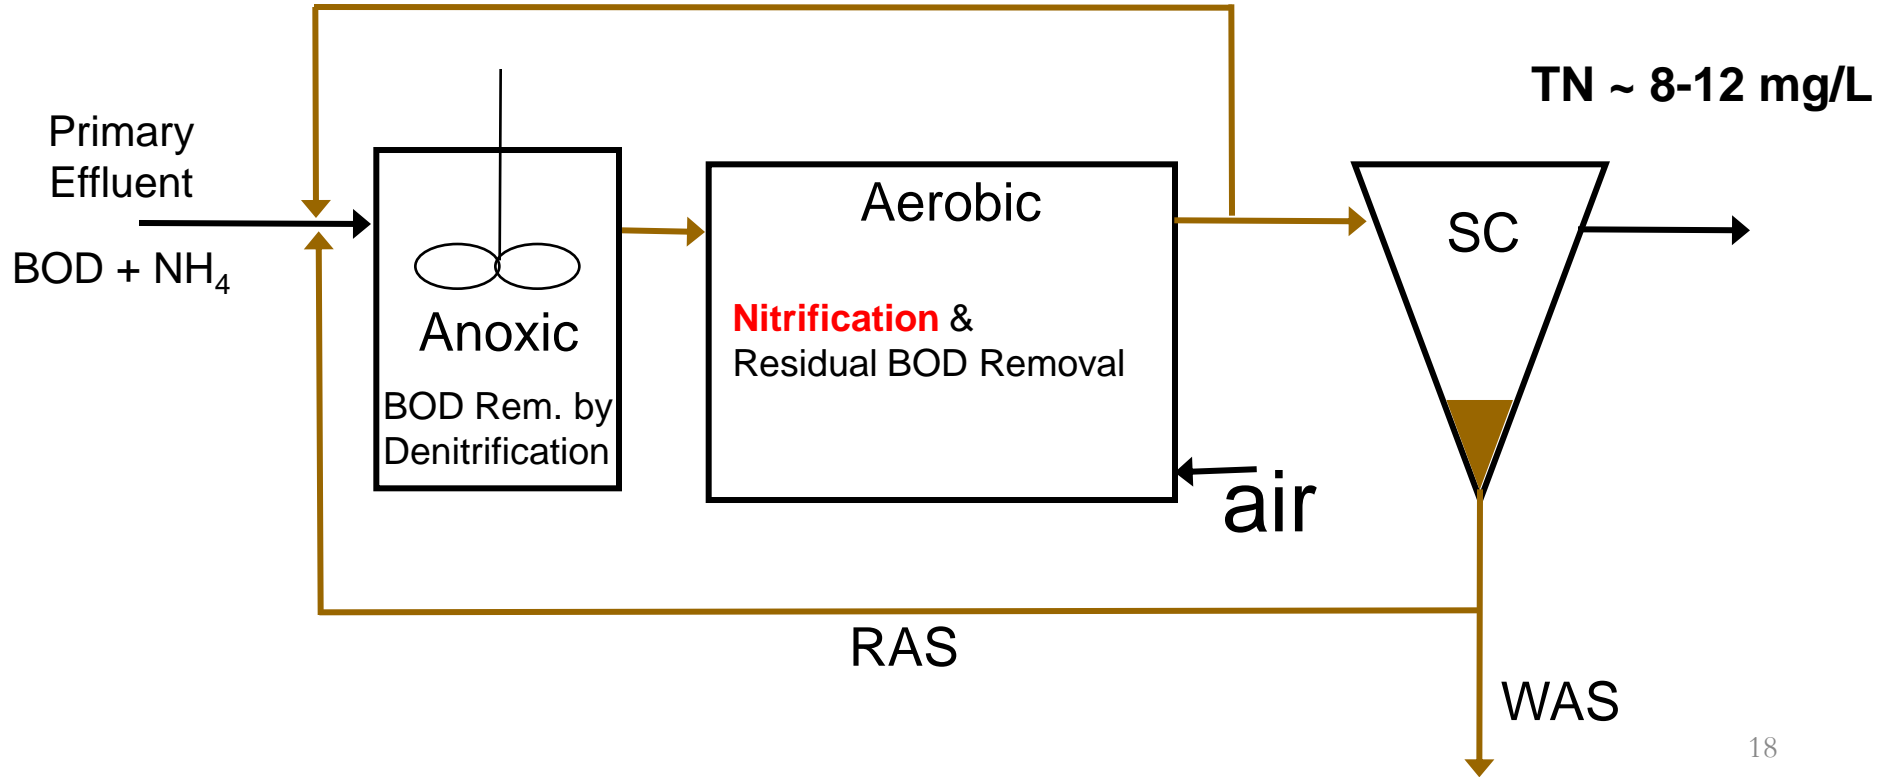 TN ~ 8-12 mg/L
Primary
Effluent
BOD + NH₄
Anoxic
BOD Rem. by
Denitrification
Aerobic
Nitrification &
Residual BOD Removal
air
SC
RAS
WAS
18